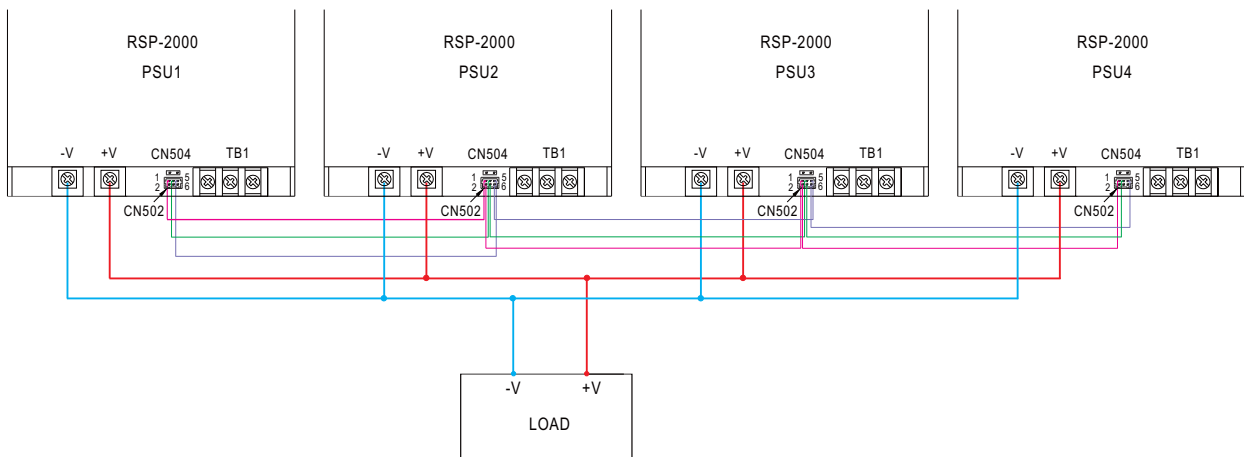 RSP-2000 RSP-2000 RSP-2000 RSP-2000
PSU1 PSU2 PSU3 PSU4
-V +V CN504 TB1 -V +V CN504 TB1 -V +V CN504 TB1 -V +V CN504 TB1
1 5 1 5 1 5 1 5
2 6 2 6 2 6 2 6
CN502 CN502 CN502 CN502
-V +V
LOAD